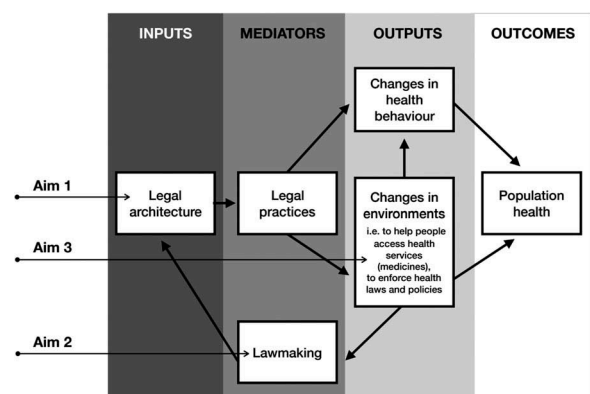 INPUTS
MEDIATORS
OUTPUTS
OUTCOMES
Changes in
health
behaviour
Aim 1
Legal
architecture
Legal
practices
Changes in
environments
i.e. to help people
access health
services
(medicines),
to enforce health
laws and policies
Population
health
Aim 3
Aim 2
Lawmaking